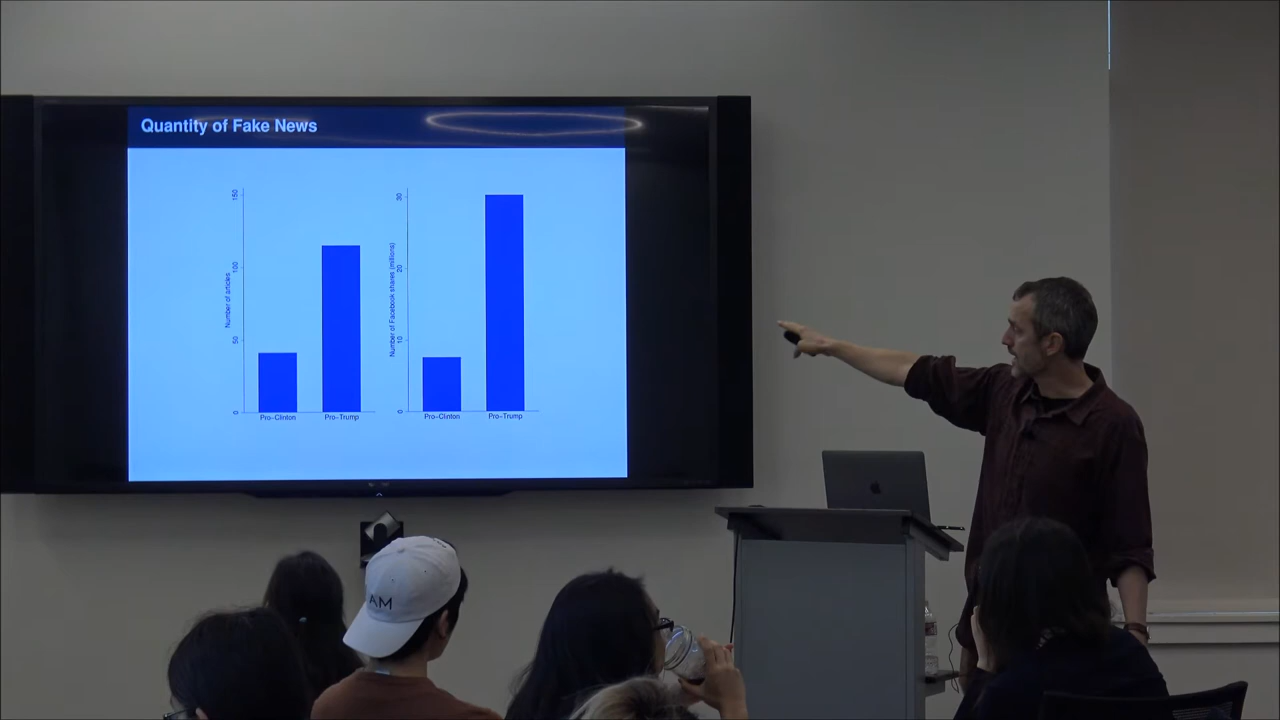 Quantity of Fake News
150
100
50
0
Number of articles
Pro-Clinton
Pro-Trump
30
20
10
0
Number of Facebook shares (millions)
Pro-Clinton
Pro-Trump
AM